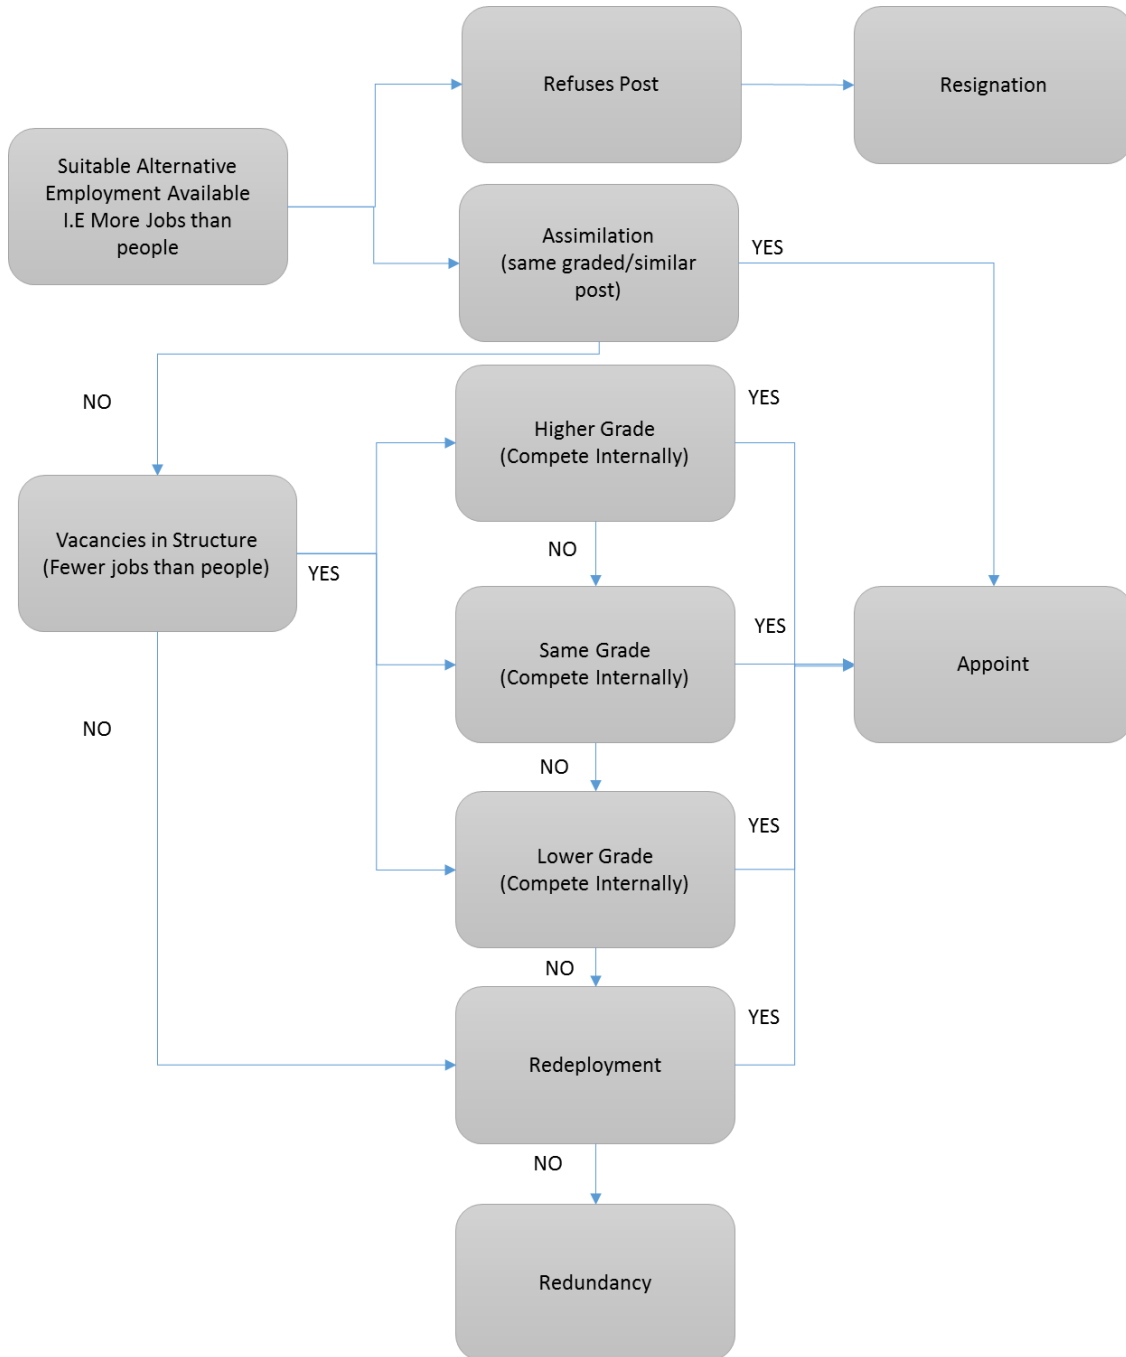 Refuses Post
Resignation
Suitable Alternative
Employment Available
I.E More Jobs than
people
Assimilation
(same graded/similar
post)
YES
NO
Higher Grade
(Compete Internally)
YES
Vacancies in Structure
(Fewer jobs than people)
YES
NO
Same Grade
(Compete Internally)
YES
Appoint
NO
NO
Lower Grade
(Compete Internally)
YES
NO
Redeployment
YES
NO
Redundancy